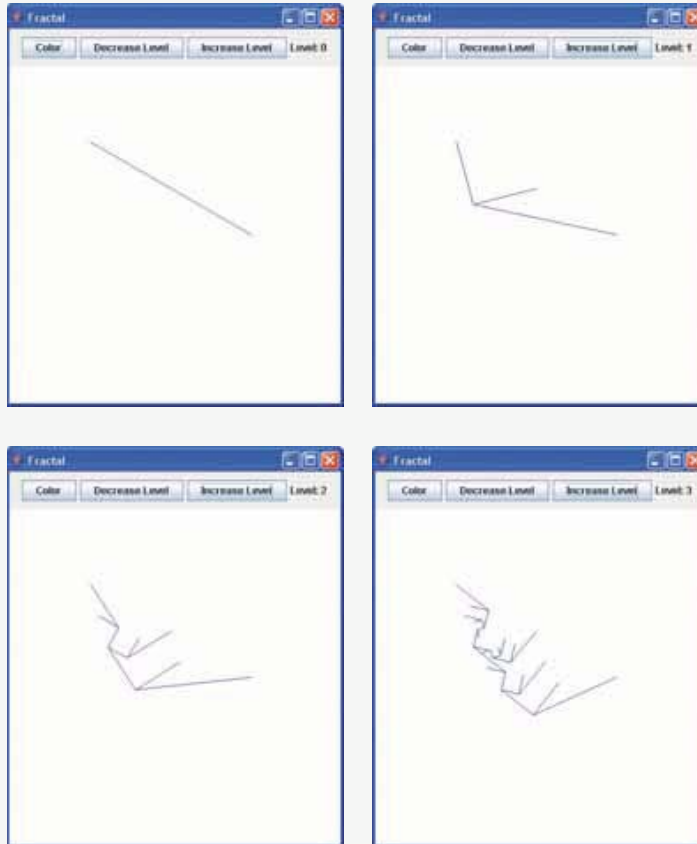 Fractal
Color Decrease Level Increase Level Level: 0
Fractal
Color Decrease Level Increase Level Level: 1
Fractal
Color Decrease Level Increase Level Level: 2
Fractal
Color Decrease Level Increase Level Level: 3